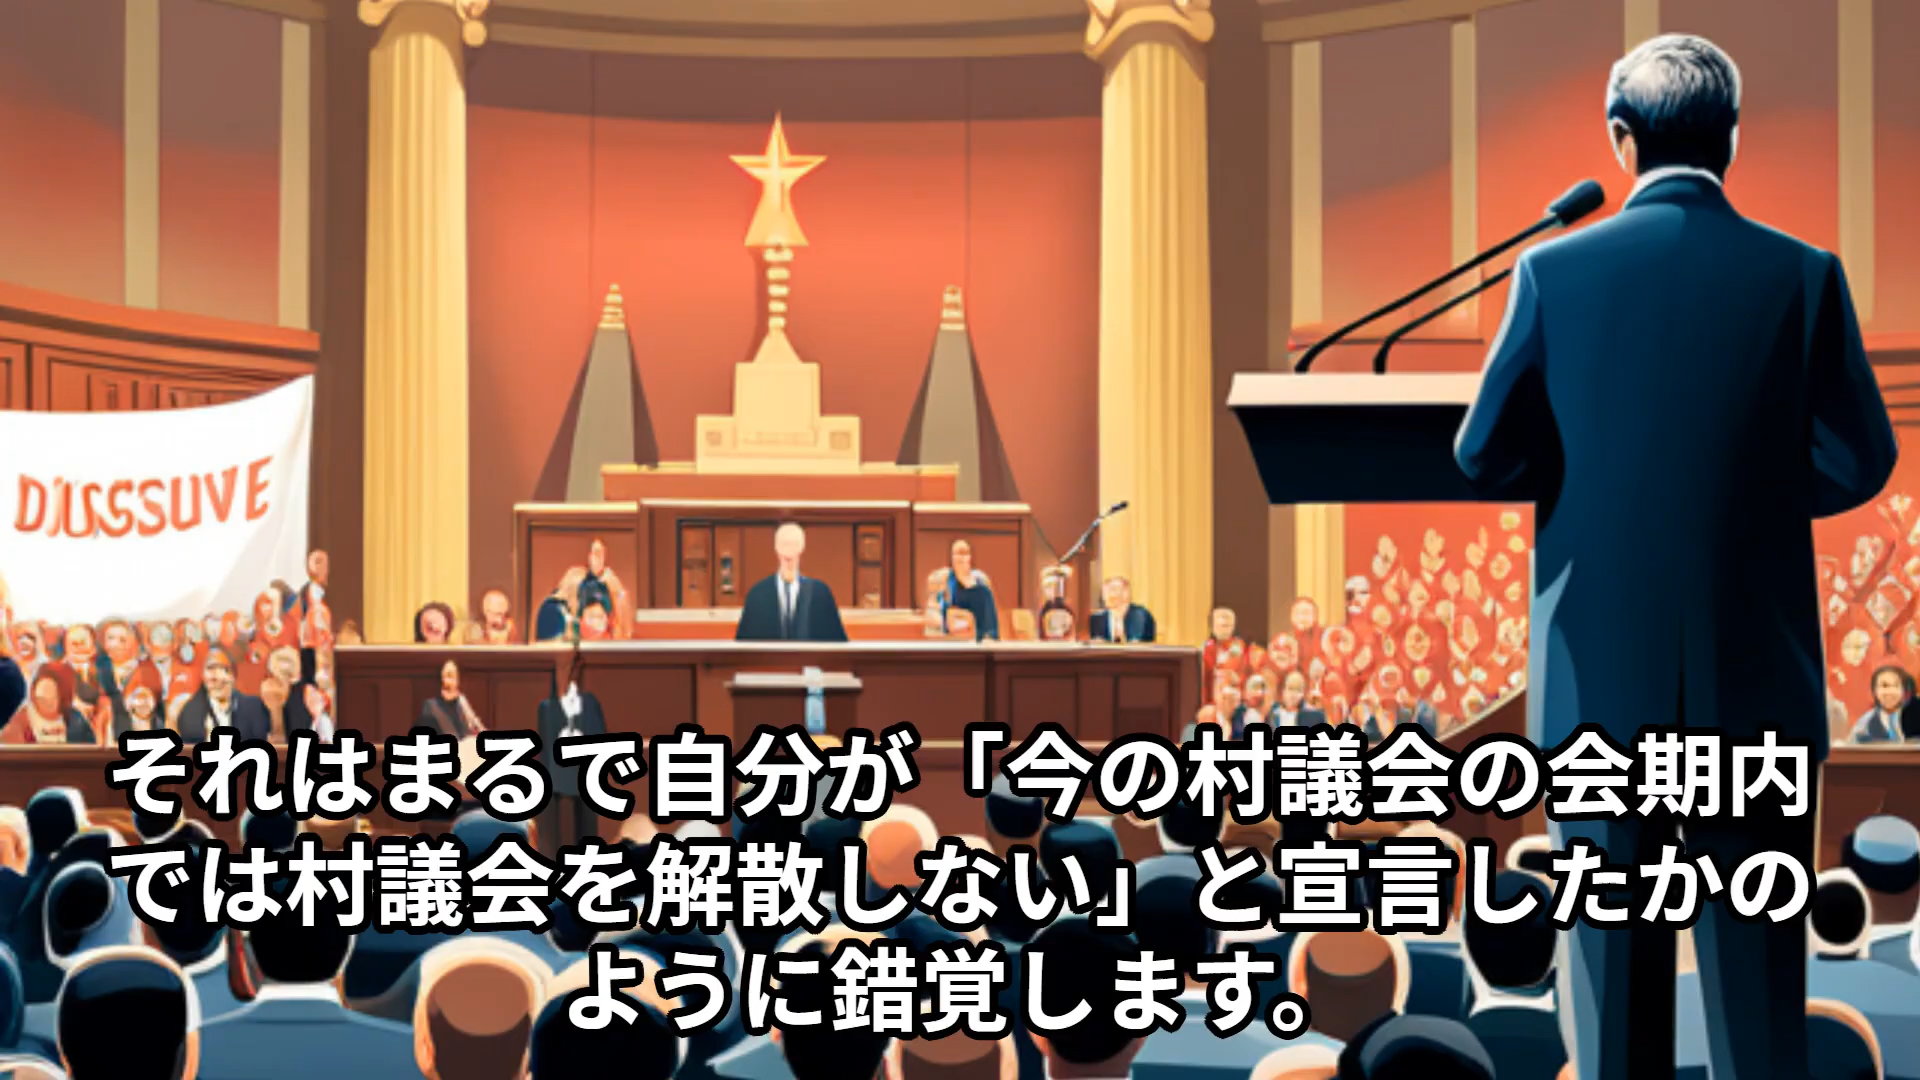 DIUSSUVE
それはまるで自分が「今の村議会の会期内
では村議会を解散しない」と宣言したかの
ように錯覚します。